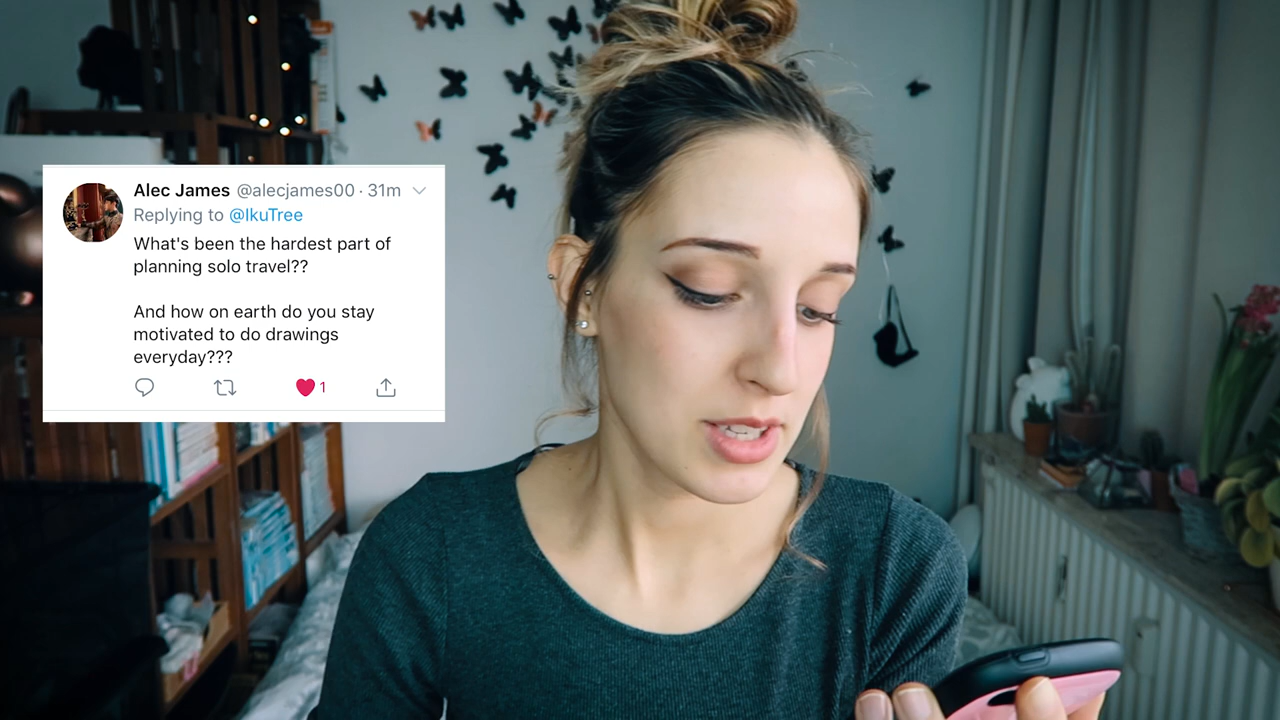 Alec James @alecjames00 · 31m
Replying to @IkuTree
What's been the hardest part of
planning solo travel??
And how on earth do you stay
motivated to do drawings
everyday???
1